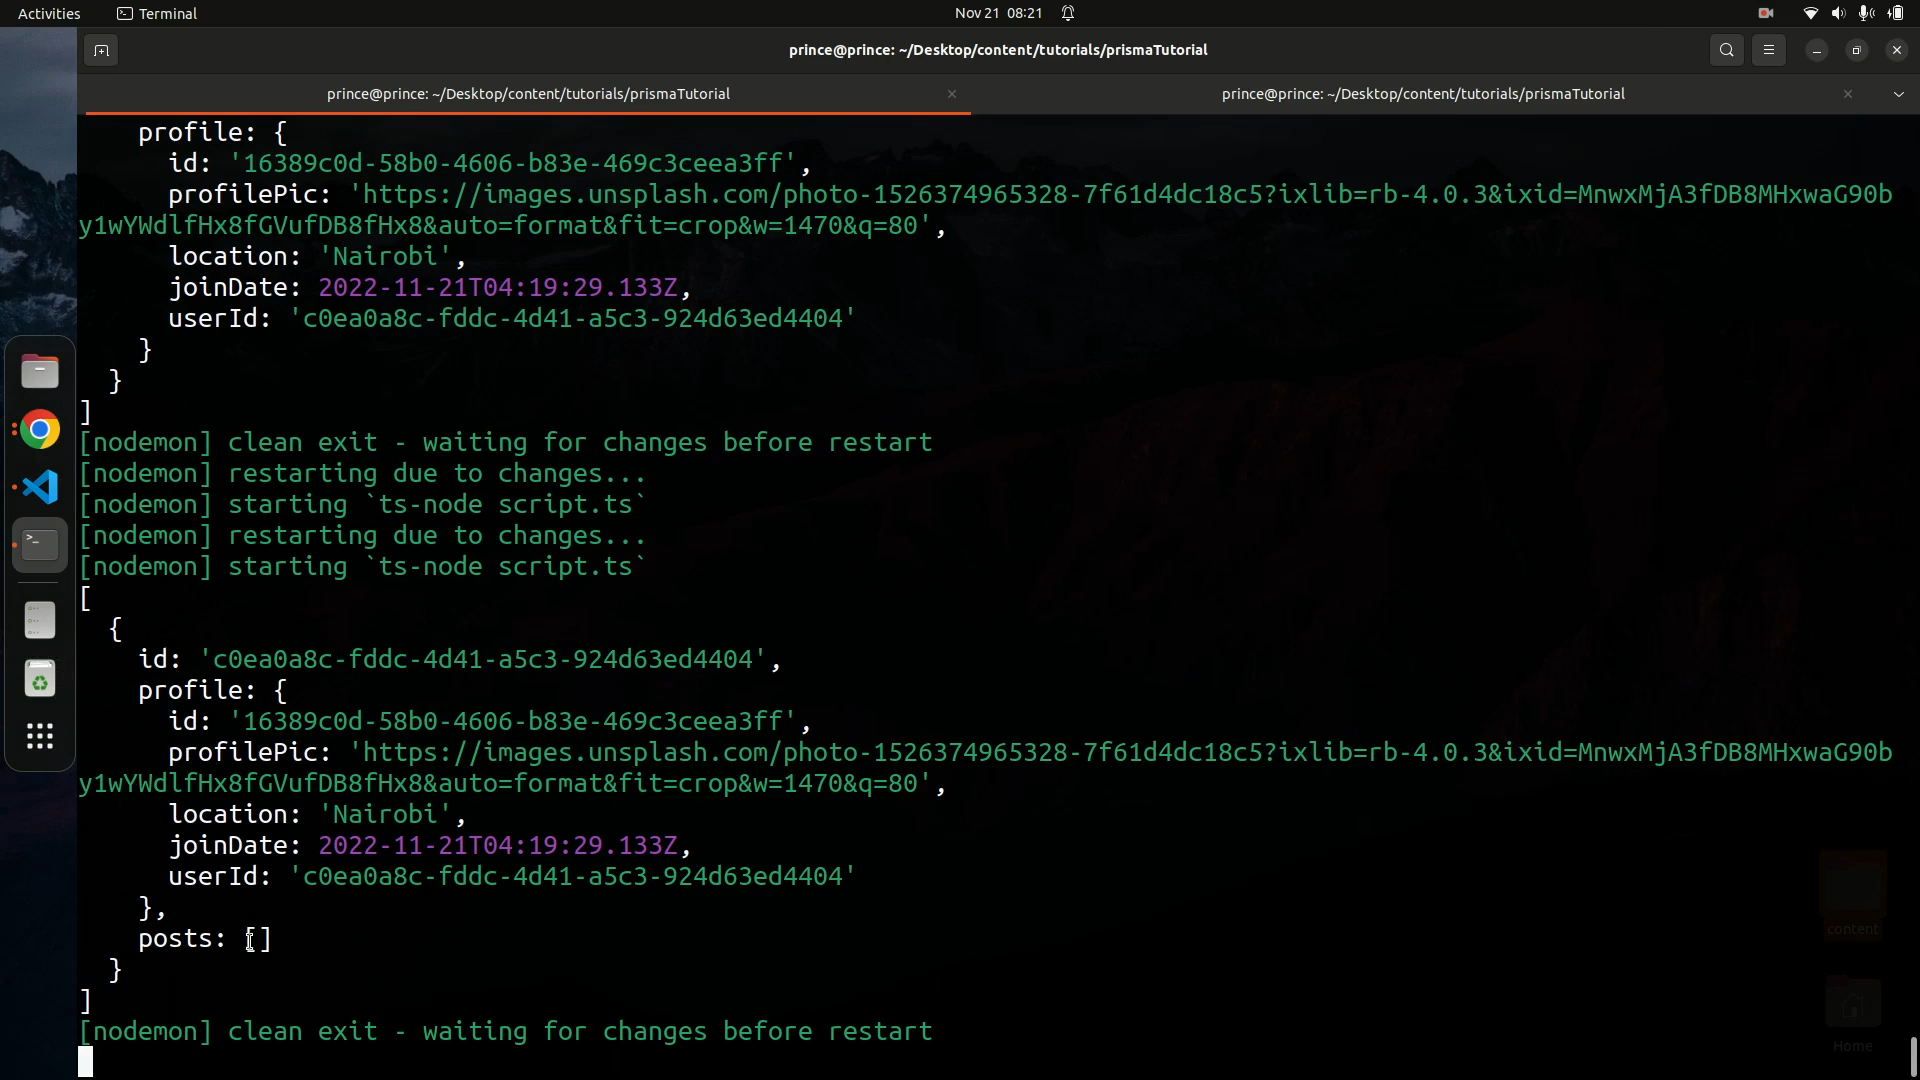 Activities Terminal Nov 21 08:21
prince@prince: ~/Desktop/content/tutorials/prismaTutorial
prince@prince: ~/Desktop/content/tutorials/prismaTutorial prince@prince: ~/Desktop/content/tutorials/prismaTutorial
profile: {
id: '16389c0d-58b0-4606-b83e-469c3ceea3ff',
profilePic: 'https://images.unsplash.com/photo-1526374965328-7f61d4dc18c5?ixlib=rb-4.0.3&ixid=MnwxMjA3fDB8MHxwaG90b
y1wYWdlfHx8fGVufDB8fHx8&auto=format&fit=crop&w=1470&q=80',
location: 'Nairobi',
joinDate: 2022-11-21T04:19:29.133Z,
userId: 'c0ea0a8c-fddc-4d41-a5c3-924d63ed4404'
}
}
]
[nodemon] clean exit - waiting for changes before restart
[nodemon] restarting due to changes...
[nodemon] starting `ts-node script.ts`
[nodemon] restarting due to changes...
[nodemon] starting `ts-node script.ts`
[
{
id: 'c0ea0a8c-fddc-4d41-a5c3-924d63ed4404',
profile: {
id: '16389c0d-58b0-4606-b83e-469c3ceea3ff',
profilePic: 'https://images.unsplash.com/photo-1526374965328-7f61d4dc18c5?ixlib=rb-4.0.3&ixid=MnwxMjA3fDB8MHxwaG90b
y1wYWdlfHx8fGVufDB8fHx8&auto=format&fit=crop&w=1470&q=80',
location: 'Nairobi',
joinDate: 2022-11-21T04:19:29.133Z,
userId: 'c0ea0a8c-fddc-4d41-a5c3-924d63ed4404'
},
posts: []
}
]
[nodemon] clean exit - waiting for changes before restart
content
Home